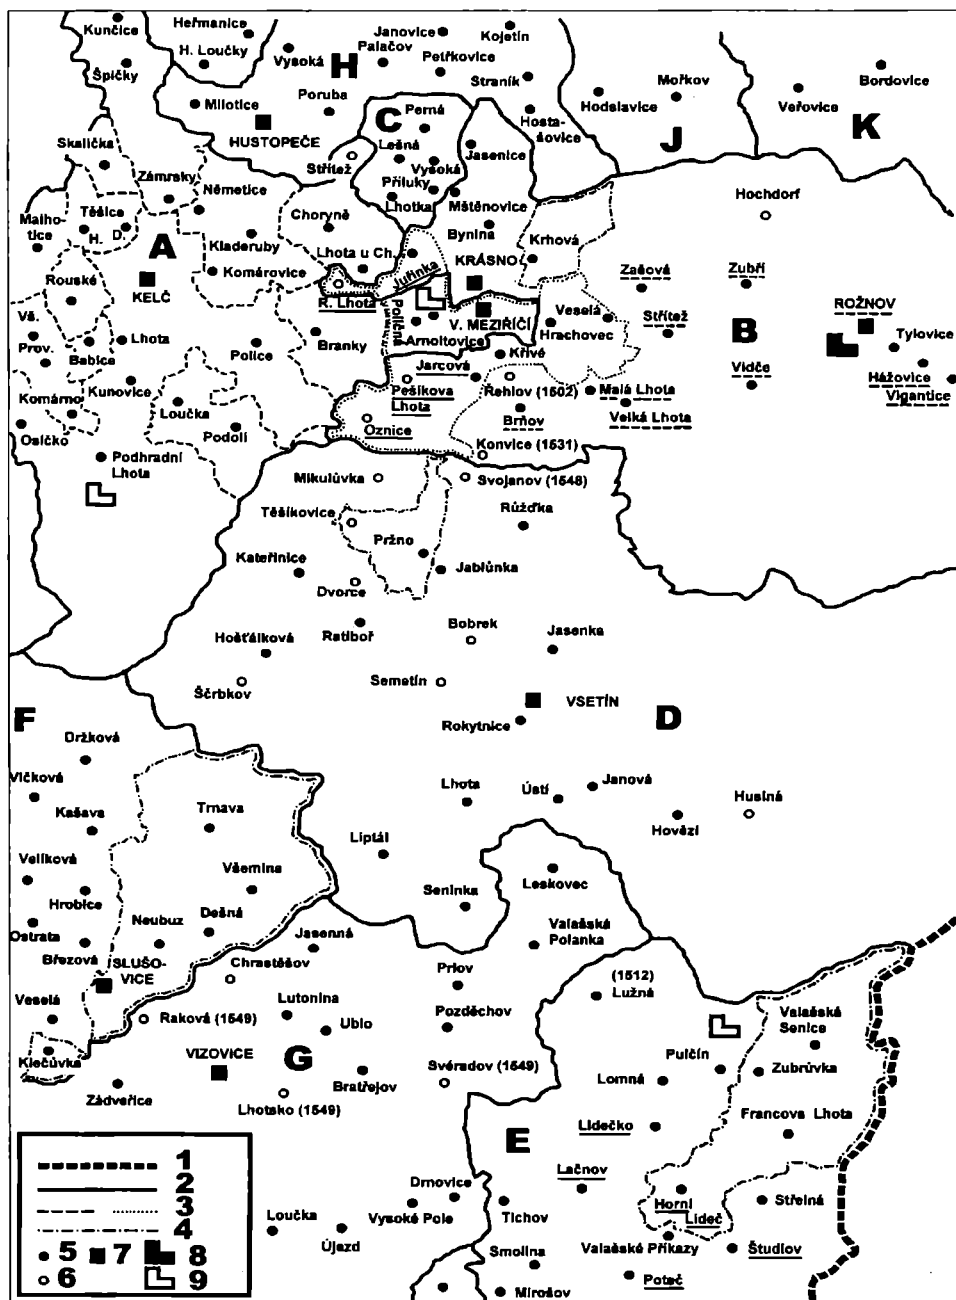 Kunčice
Heřmanice
H. Loučky
Špičky
Vysoká
H
Janovice
Palačov
Petřkovice
Kojetín
Straník
Mořkov
Hodslavice
Bordovice
Veřovice
J
K
Milotice
Poruba
HUSTOPEČE
C
Perná
Lešná
Vysoká
Příluky
Lhotka
Střítež
Hosta-
šovice
Jasenice
Skalička
Zámrsky
Němetice
Choryně
Mštěnovice
Bynina
Hochdorf
Malho-
tice
Těšice
H. D.
A
Kladeruby
Lhota u Ch.
Juřinka
KRÁSNO
Krhová
Zašová
Zubří
Rouské
KELČ
Komárovice
R. Lhota
Poličná
V. MEZIŘÍČÍ
Veselá
Hrachovec
Střítež
B
ROŽNOV
Tylovice
Vš.
Prov.
Babice
Lhota
Police
Branky
Arnoltovice
Křivé
Jarcová
Vidče
Hážovice
Vigantice
Kunovice
Pešikova
Lhota
Řehlov (1502)
Malá Lhota
Komárno
Loučka
Brňov
Velká Lhota
Osíčko
Podolí
Oznice
Konvice (1531)
Podhradní
Lhota
Mikulůvka
Svojanov (1548)
Těšíkovice
Růžďka
Pržno
Kateřinice
Jablůnka
Dvorce
Ratiboř
Bobrek
Hošťálková
Jasenka
Ščrbkov
Semetín
VSETÍN
F
Rokytnice
D
Držková
Vlčková
Lhota
Ústí
Janová
Husiná
Kašava
Trnava
Hovězí
Liptál
Velíková
Všemina
Leskovec
Hrobice
Seninka
Neubuz
Dešná
Ostrata
Jasenná
Valašská
Polanka
Březová
SLUŠO-
VICE
Chrastěšov
Prlov
(1512)
Lužná
Veselá
Lutonina
Valašská
Senice
Raková (1549)
Ublo
Pozděchov
Klečůvka
VIZOVICE
G
Pulčín
Svéradov (1549)
Lomná
Zubrůvka
Bratřejov
Zádveřice
Lhotsko (1549)
Francova Lhota
Lidečko
E
Lačnov
Drnovice
Horní
Lideč
Střelná
Vysoké Pole
Tichov
Loučka
Újezd
Valašské Příkazy
Študlov
Smolina
Poteč
Mirošov
1
2
3
4
5 7 8
6 9